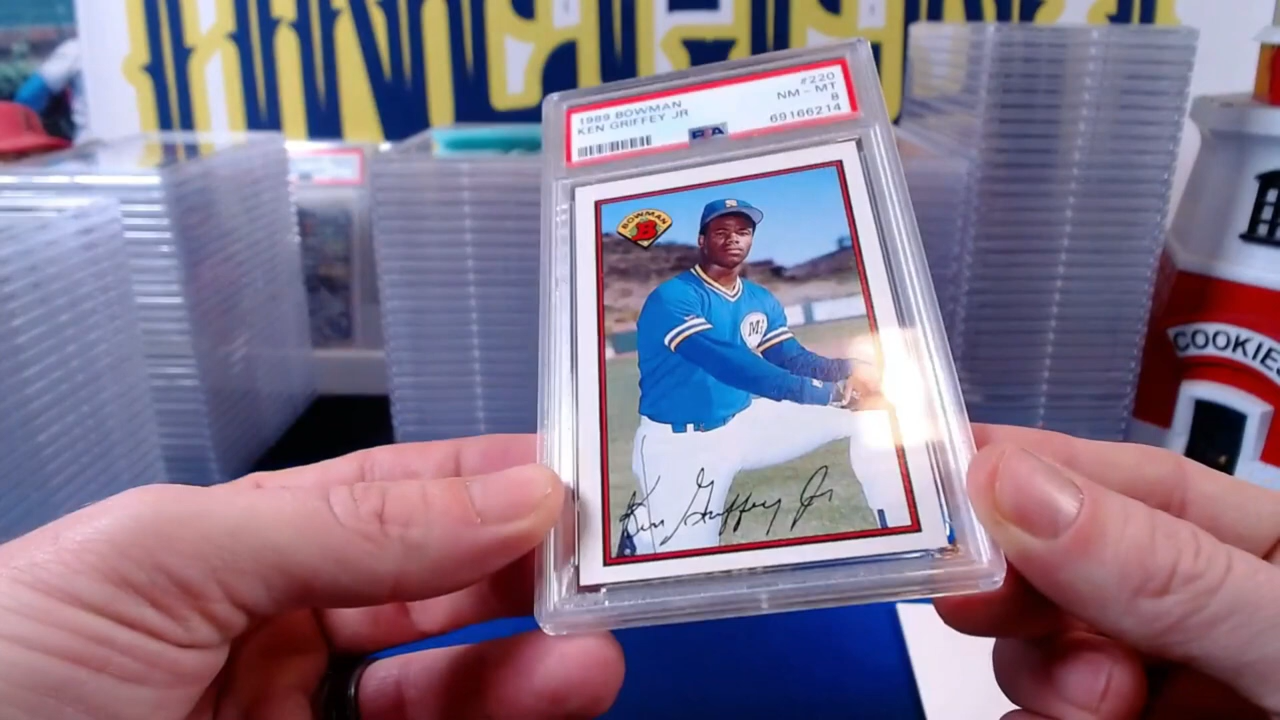 1989 BOWMAN
KEN GRIFFEY JR
#220
NM - MT
8
69166214
PSA
BOWMAN
B
S
M
Ken Griffey Jr
COOKIES